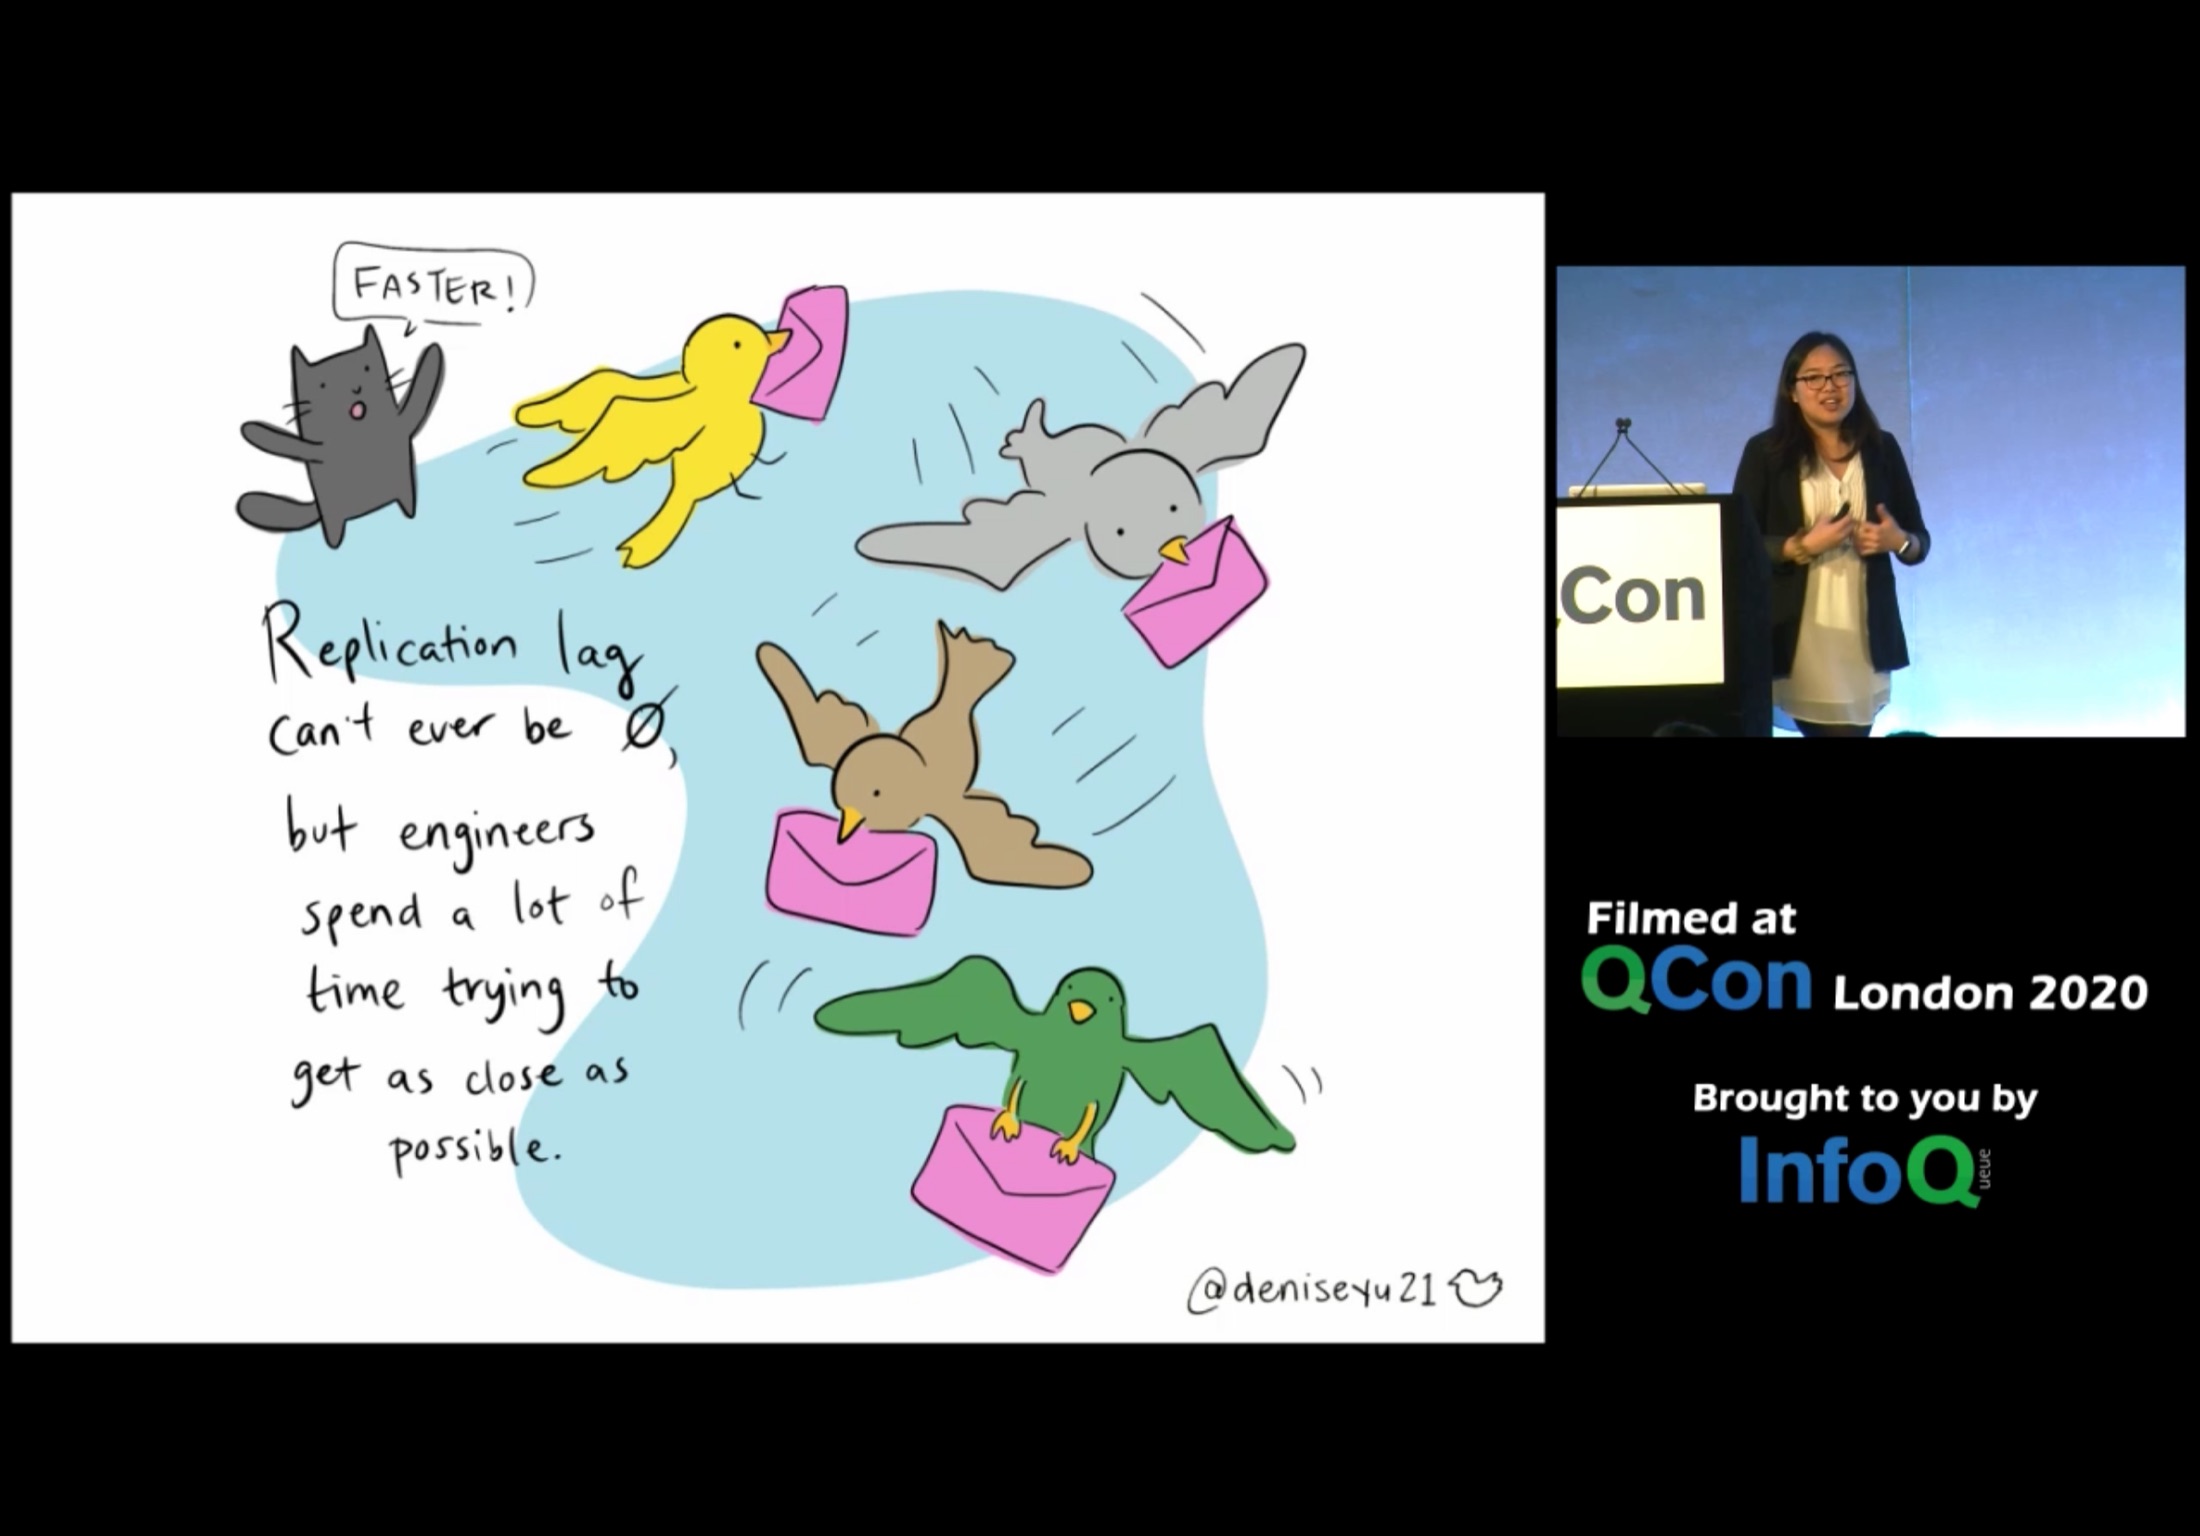 FASTER!
Replication lag
can't ever be Ø,
but engineers
spend a lot of
time trying to
get as close as
possible.
@deniseyu21
Con
Filmed at
QCon London 2020
Brought to you by
InfoQ
ueue